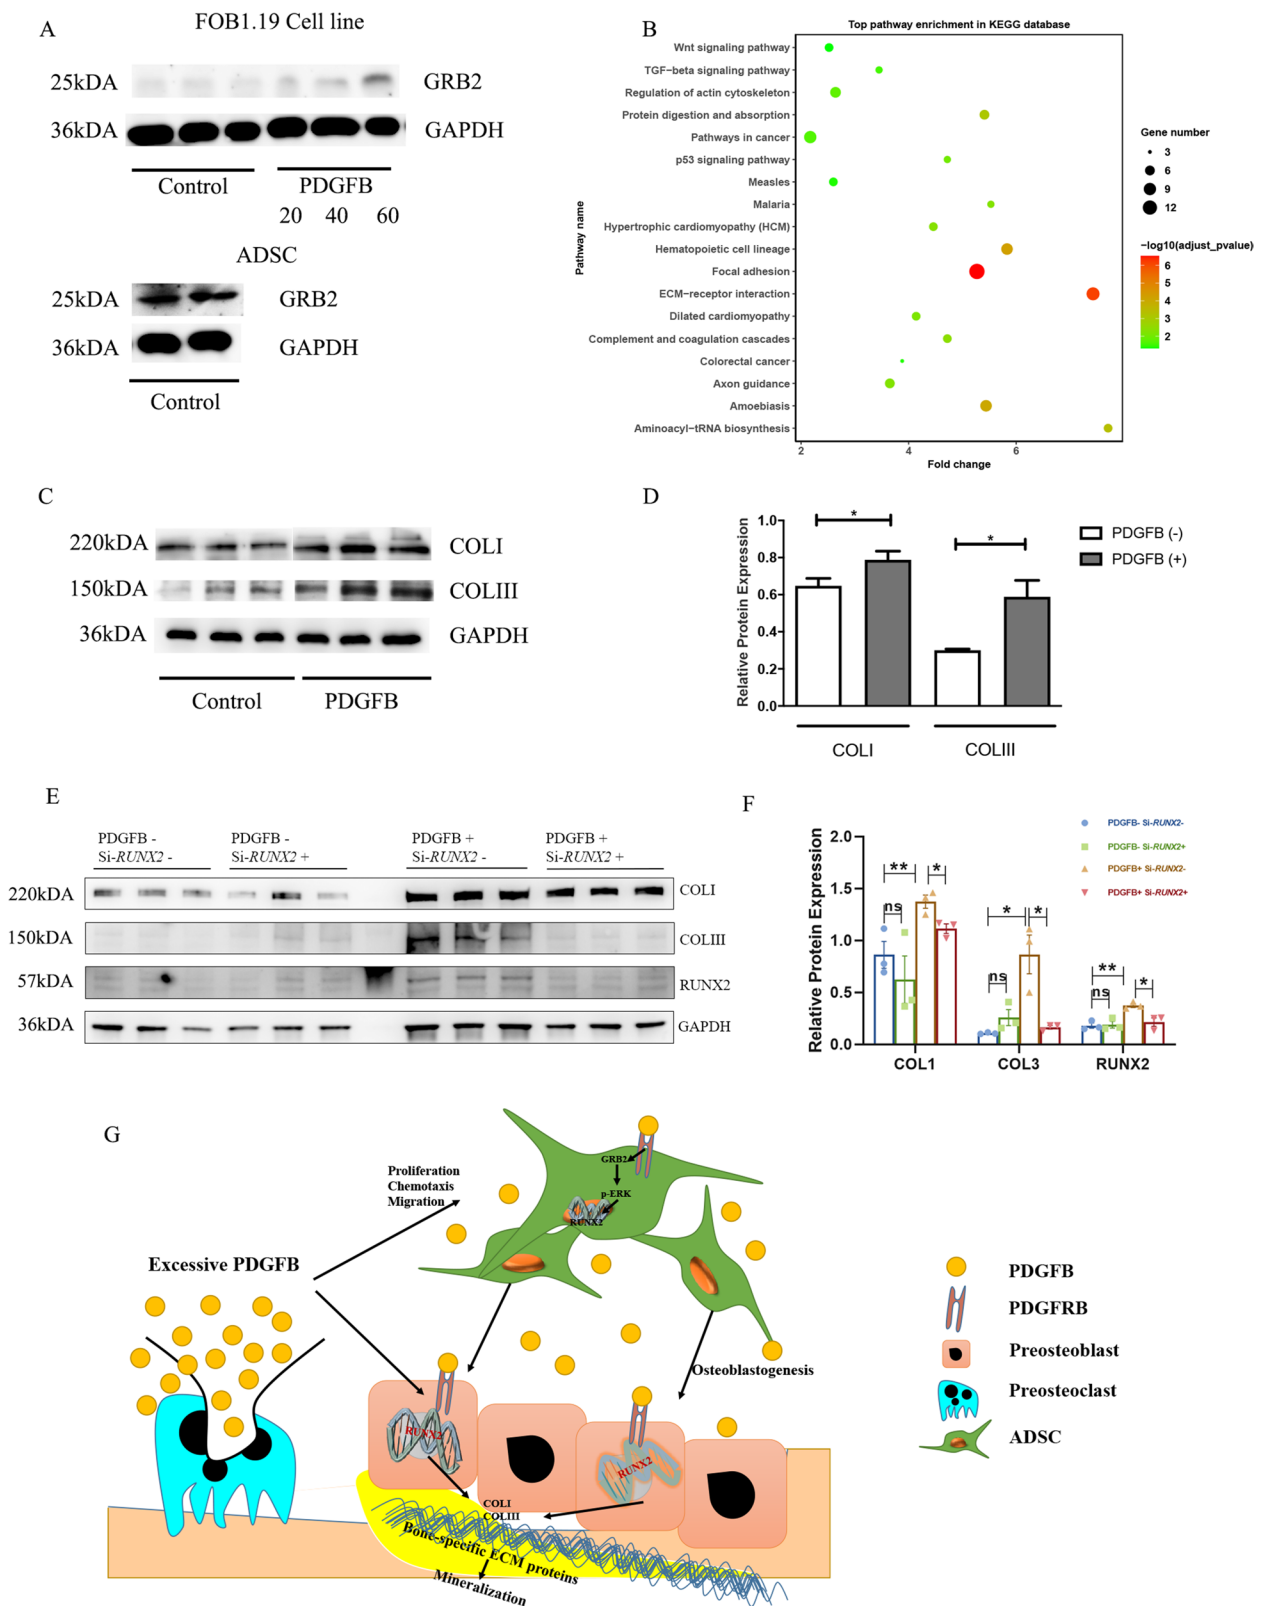 A
FOB1.19 Cell line
25kDA
GRB2
36kDA
GAPDH
Control
PDGFB
20 40 60
ADSC
25kDA
GRB2
36kDA
GAPDH
Control
B
Top pathway enrichment in KEGG database
Pathway name
Wnt signaling pathway
TGF−beta signaling pathway
Regulation of actin cytoskeleton
Protein digestion and absorption
Pathways in cancer
p53 signaling pathway
Measles
Malaria
Hypertrophic cardiomyopathy (HCM)
Hematopoietic cell lineage
Focal adhesion
ECM−receptor interaction
Dilated cardiomyopathy
Complement and coagulation cascades
Colorectal cancer
Axon guidance
Amoebiasis
Aminoacyl−tRNA biosynthesis
2 4 6
Fold change
Gene number
3
6
9
12
−log10(adjust_pvalue)
6
5
4
3
2
C
220kDA
COLI
150kDA
COLIII
36kDA
GAPDH
Control
PDGFB
D
Relative Protein Expression
1.0
0.8
0.6
0.4
0.2
0.0
*
*
PDGFB (-)
PDGFB (+)
COLI
COLIII
E
PDGFB - PDGFB - PDGFB + PDGFB +
Si-RUNX2 - Si-RUNX2 + Si-RUNX2 - Si-RUNX2 +
220kDA
COLI
150kDA
COLIII
57kDA
RUNX2
36kDA
GAPDH
F
Relative Protein Expression
2.0
1.5
1.0
0.5
0.0
** *
ns
* *
ns
** *
ns
COL1 COL3 RUNX2
PDGFB- Si-RUNX2-
PDGFB- Si-RUNX2+
PDGFB+ Si-RUNX2-
PDGFB+ Si-RUNX2+
G
Proliferation
Chemotaxis
Migration
GRB2
p-ERK
RUNX2
Excessive PDGFB
Osteoblastogenesis
RUNX2
RUNX2
COLI
COLIII
Bone-specific ECM proteins
Mineralization
PDGFB
PDGFRB
Preosteoblast
Preosteoclast
ADSC